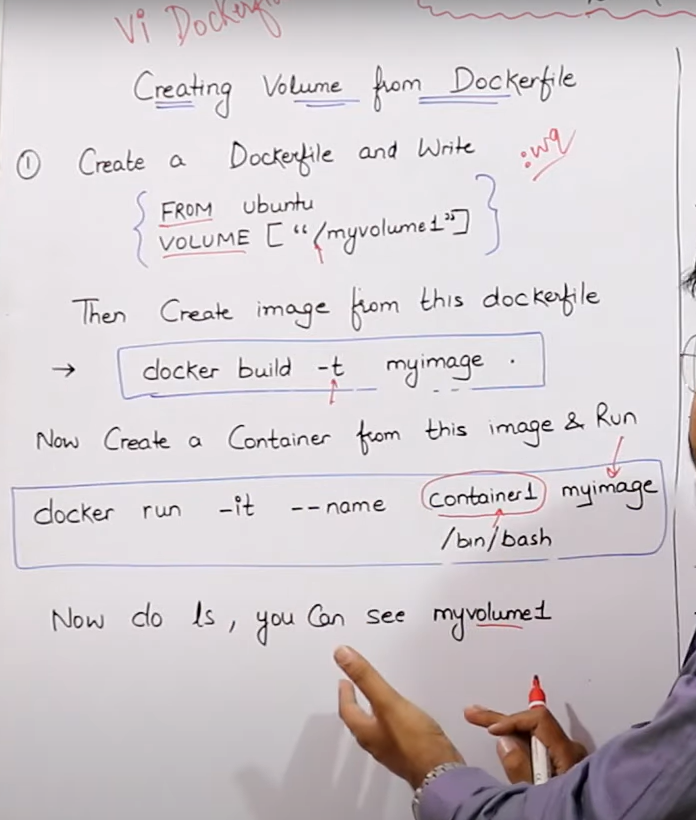 Vi Dockerfile
Creating Volume from Dockerfile
① Create a Dockerfile and Write :wq
FROM ubuntu
VOLUME ["/myvolume1"]
Then Create image from this dockerfile
→ docker build -t myimage .
Now Create a Container from this image & Run
docker run -it --name container1 myimage
/bin/bash
Now do ls, you Can see myvolume1